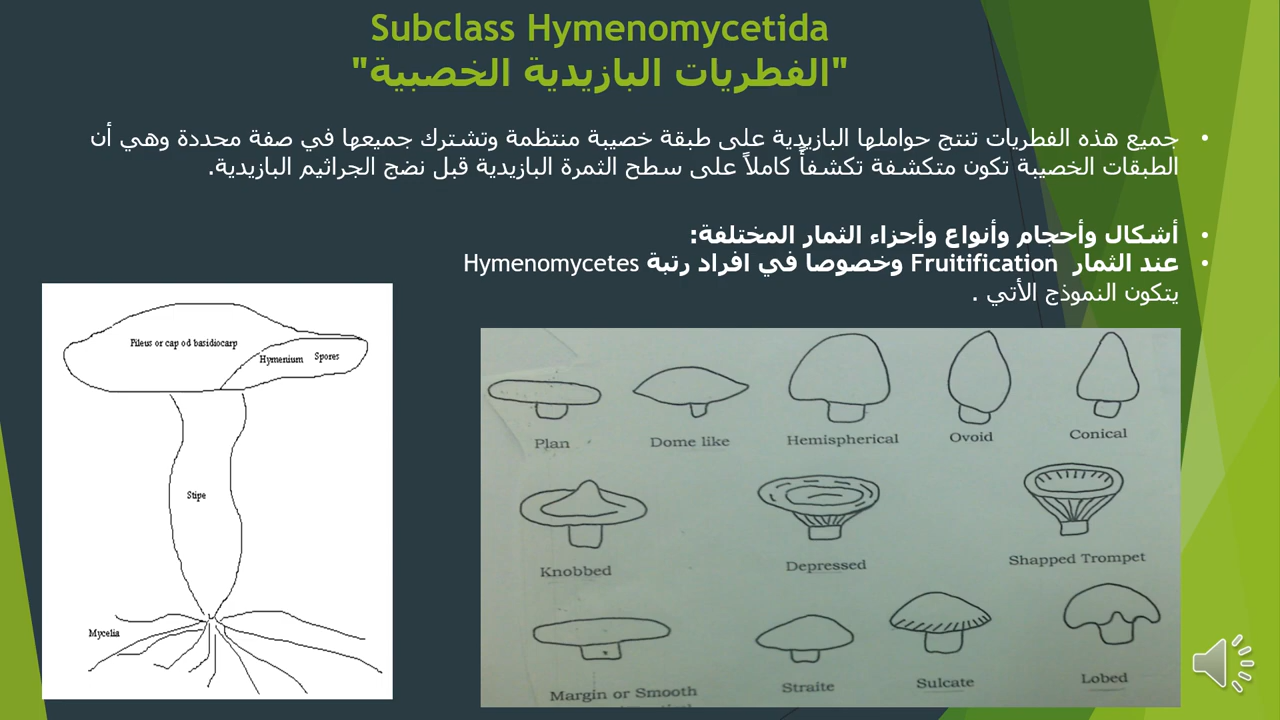 Subclass Hymenomycetida
"الفطريات البازيدية الخصبية"
جميع هذه الفطريات تنتج حواملها البازيدية على طبقة خصيبة منتظمة وتشترك جميعها في صفة محددة وهي أن
الطبقات الخصيبة تكون متكشفة تكشفاً كاملاً على سطح الثمرة البازيدية قبل نضج الجراثيم البازيدية.
أشكال وأحجام وأنواع وأجزاء الثمار المختلفة:
عند الثمار Fruitification وخصوصا في افراد رتبة Hymenomycetes
يتكون النموذج الأتي .
Pileus or cap od basidiocarp
Hymenium Spores
Stipe
Mycelia
Plan Dome like Hemispherical Ovoid Conical
Knobbed Depressed Shapped Trompet
Margin or Smooth Straite Sulcate Lobed